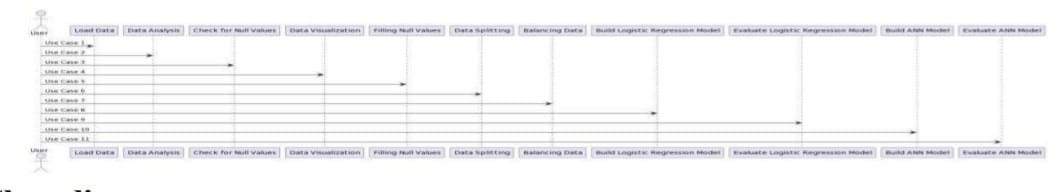 User Load Data Data Analysis Check for Null Values Data Visualization Filling Null Values Data Splitting Balancing Data Build Logistic Regression Model Evaluate Logistic Regression Model Build ANN Model Evaluate ANN Model
Use Case 1
Use Case 2
Use Case 3
Use Case 4
Use Case 5
Use Case 6
Use Case 7
Use Case 8
Use Case 9
Use Case 10
Use Case 11
User Load Data Data Analysis Check for Null Values Data Visualization Filling Null Values Data Splitting Balancing Data Build Logistic Regression Model Evaluate Logistic Regression Model Build ANN Model Evaluate ANN Model